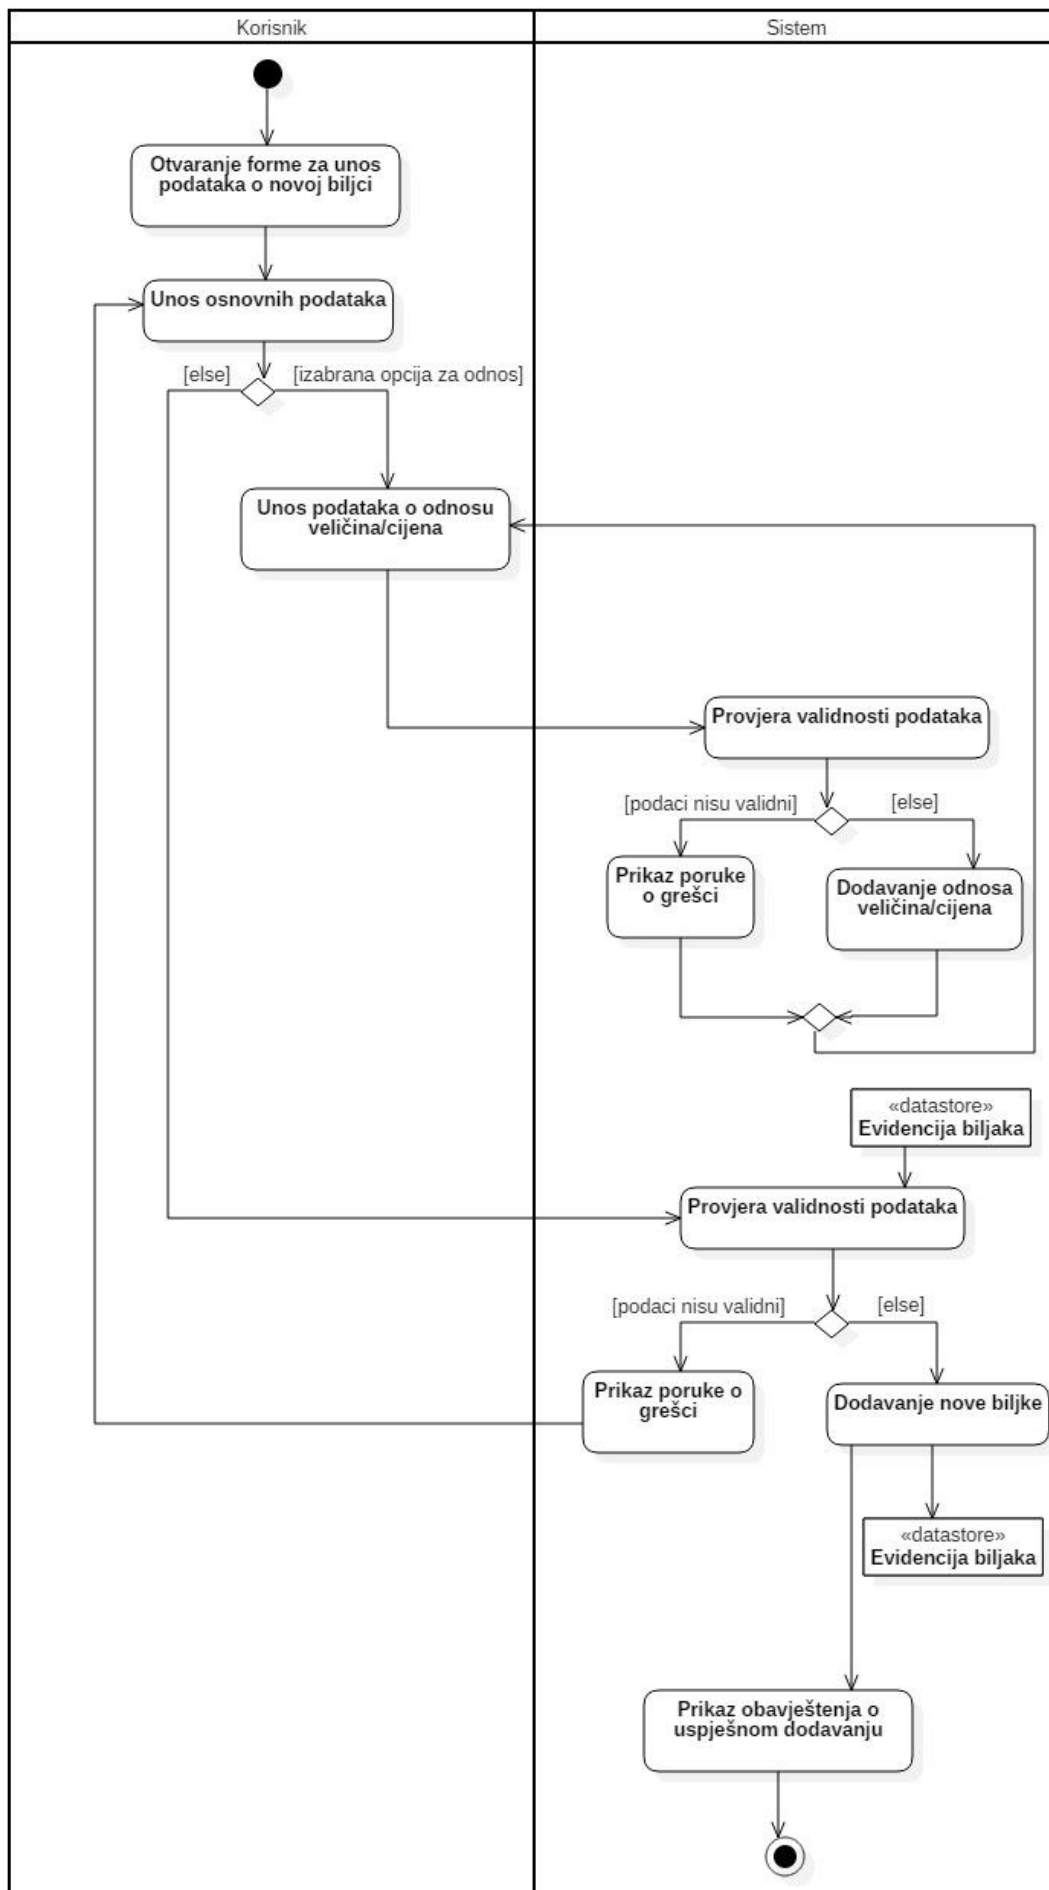 Korisnik
Sistem
Otvaranje forme za unos
podataka o novoj biljci
Unos osnovnih podataka
[else]
[izabrana opcija za odnos]
Unos podataka o odnosu
veličina/cijena
Provjera validnosti podataka
[podaci nisu validni]
[else]
Prikaz poruke
o grešci
Dodavanje odnosa
veličina/cijena
«datastore»
Evidencija biljaka
Provjera validnosti podataka
[podaci nisu validni]
[else]
Prikaz poruke o
grešci
Dodavanje nove biljke
«datastore»
Evidencija biljaka
Prikaz obavještenja o
uspješnom dodavanju